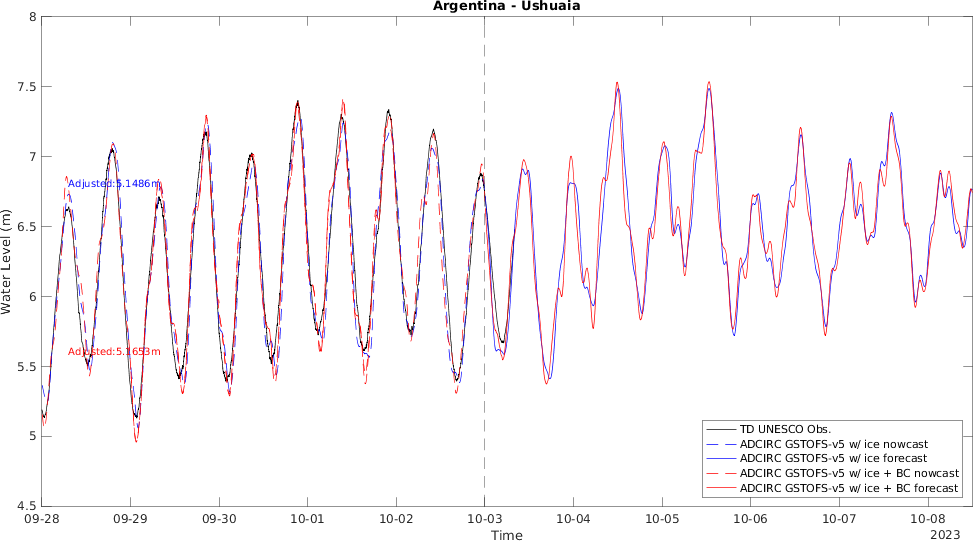 Argentina - Ushuaia
Water Level (m)
8
7.5
7
6.5
6
5.5
5
4.5
Adjusted:5.1486m
Adjusted:5.1653m
TD UNESCO Obs.
ADCIRC GSTOFS-v5 w/ ice nowcast
ADCIRC GSTOFS-v5 w/ ice forecast
ADCIRC GSTOFS-v5 w/ ice + BC nowcast
ADCIRC GSTOFS-v5 w/ ice + BC forecast
09-28 09-29 09-30 10-01 10-02 10-03 10-04 10-05 10-06 10-07 10-08
Time
2023